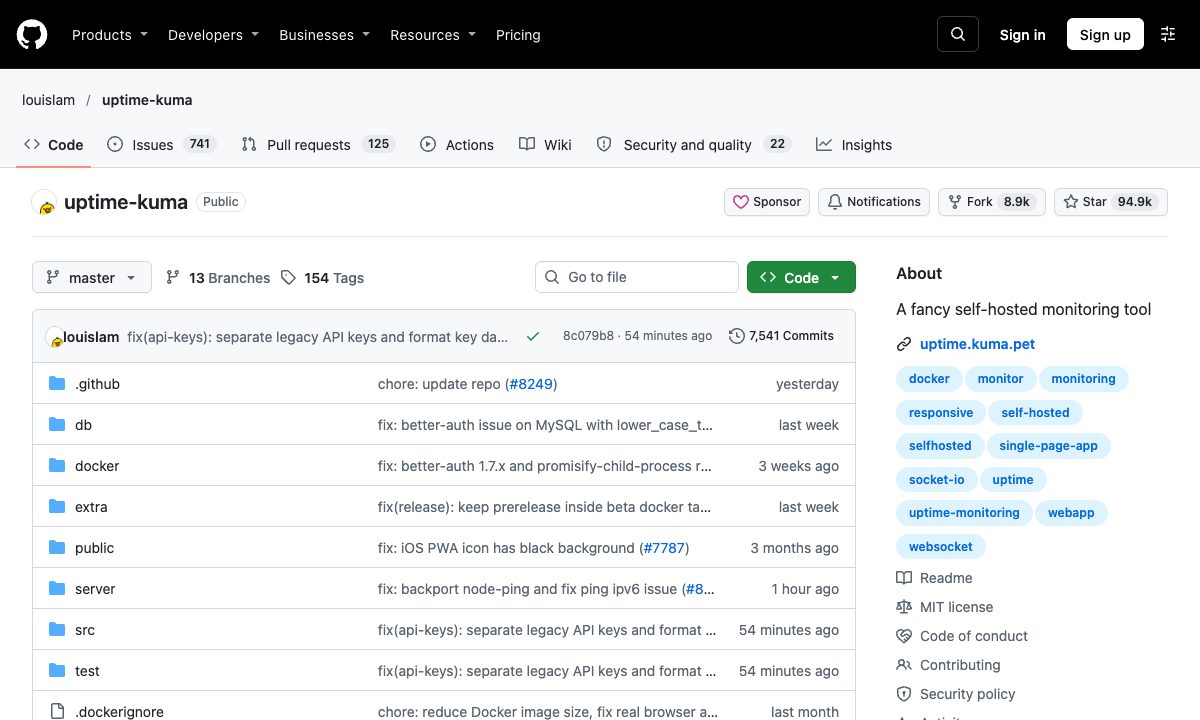 Products Developers Businesses Resources Pricing Sign in Sign up
louislam / uptime-kuma
Code Issues 741 Pull requests 125 Actions Wiki Security and quality 22 Insights
uptime-kuma Public Sponsor Notifications Fork 8.9k Star 94.9k
master 13 Branches 154 Tags Go to file Code
louislam fix(api-keys): separate legacy API keys and format key da... 8c079b8 · 54 minutes ago 7,541 Commits
.github chore: update repo (#8249) yesterday
db fix: better-auth issue on MySQL with lower_case_t... last week
docker fix: better-auth 1.7.x and promisify-child-process r... 3 weeks ago
extra fix(release): keep prerelease inside beta docker ta... last week
public fix: iOS PWA icon has black background (#7787) 3 months ago
server fix: backport node-ping and fix ping ipv6 issue (#8... 1 hour ago
src fix(api-keys): separate legacy API keys and format ... 54 minutes ago
test fix(api-keys): separate legacy API keys and format ... 54 minutes ago
.dockerignore chore: reduce Docker image size, fix real browser a... last month
About
A fancy self-hosted monitoring tool
uptime.kuma.pet
docker monitor monitoring
responsive self-hosted
selfhosted single-page-app
socket-io uptime
uptime-monitoring webapp
websocket
Readme
MIT license
Code of conduct
Contributing
Security policy